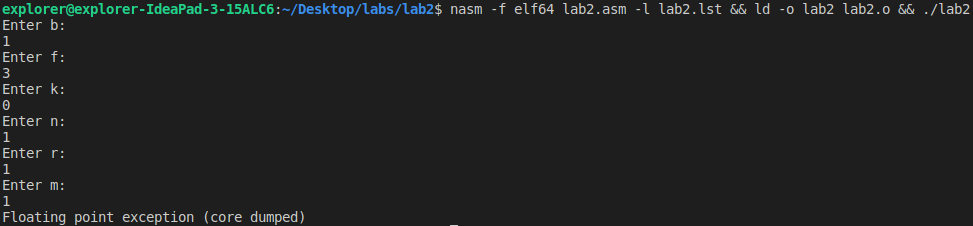 explorer@explorer-IdeaPad-3-15ALC6:~/Desktop/labs/lab2$ nasm -f elf64 lab2.asm -l lab2.lst && ld -o lab2 lab2.o && ./lab2
Enter b:
1
Enter f:
3
Enter k:
0
Enter n:
1
Enter r:
1
Enter m:
1
Floating point exception (core dumped)